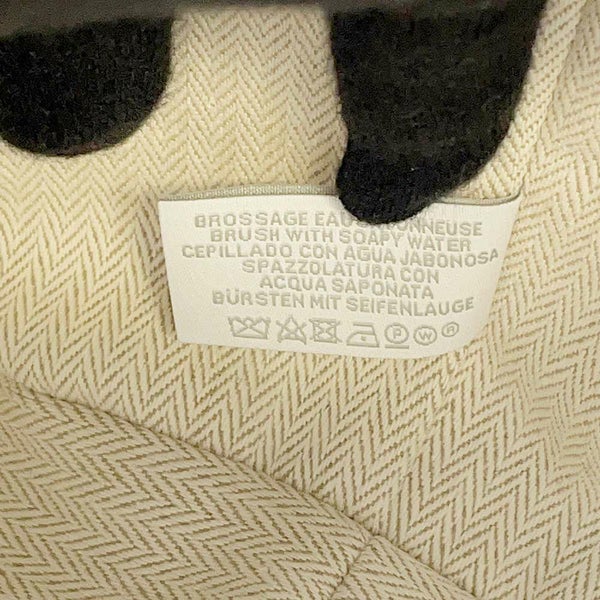 BROSSAGE EAU
BRUSH WITH SOAPY WATER
CEPILLADO CON AGUA JABONOSA
SPAZZOLATURA CON
ACQUA SAPONATA
BÜRSTEN MIT SEIFENLAUGE
P W ®